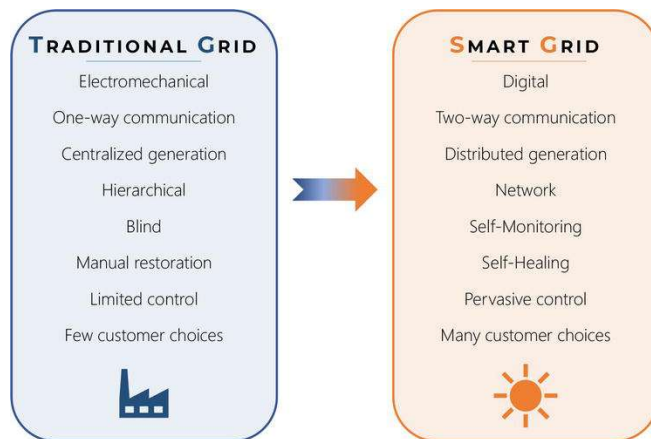 TRADITIONAL GRID
Electromechanical
One-way communication
Centralized generation
Hierarchical
Blind
Manual restoration
Limited control
Few customer choices
SMART GRID
Digital
Two-way communication
Distributed generation
Network
Self-Monitoring
Self-Healing
Pervasive control
Many customer choices